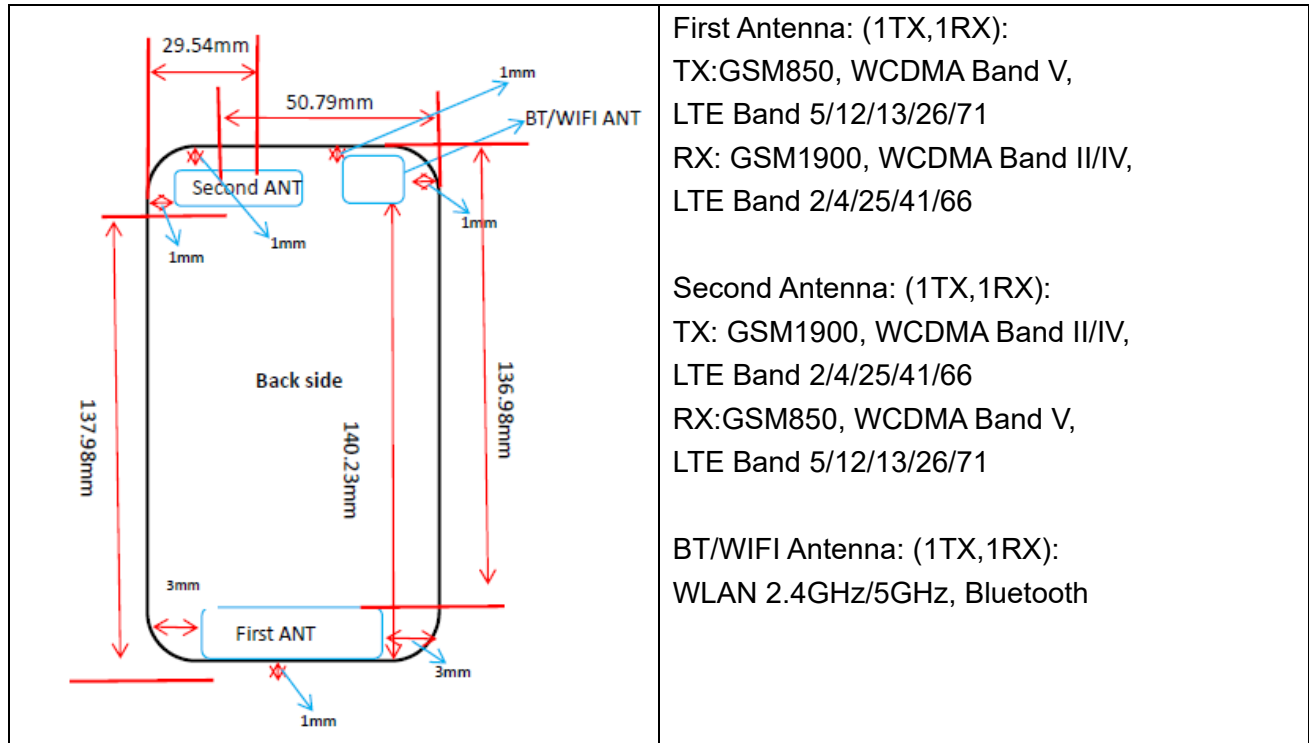 29.54mm
1mm
50.79mm
BT/WIFI ANT
Second ANT
1mm
1mm
1mm
Back side
136.98mm
137.98mm
140.23mm
3mm
First ANT
3mm
1mm
First Antenna: (1TX,1RX):
TX:GSM850, WCDMA Band V,
LTE Band 5/12/13/26/71
RX: GSM1900, WCDMA Band II/IV,
LTE Band 2/4/25/41/66
Second Antenna: (1TX,1RX):
TX: GSM1900, WCDMA Band II/IV,
LTE Band 2/4/25/41/66
RX:GSM850, WCDMA Band V,
LTE Band 5/12/13/26/71
BT/WIFI Antenna: (1TX,1RX):
WLAN 2.4GHz/5GHz, Bluetooth